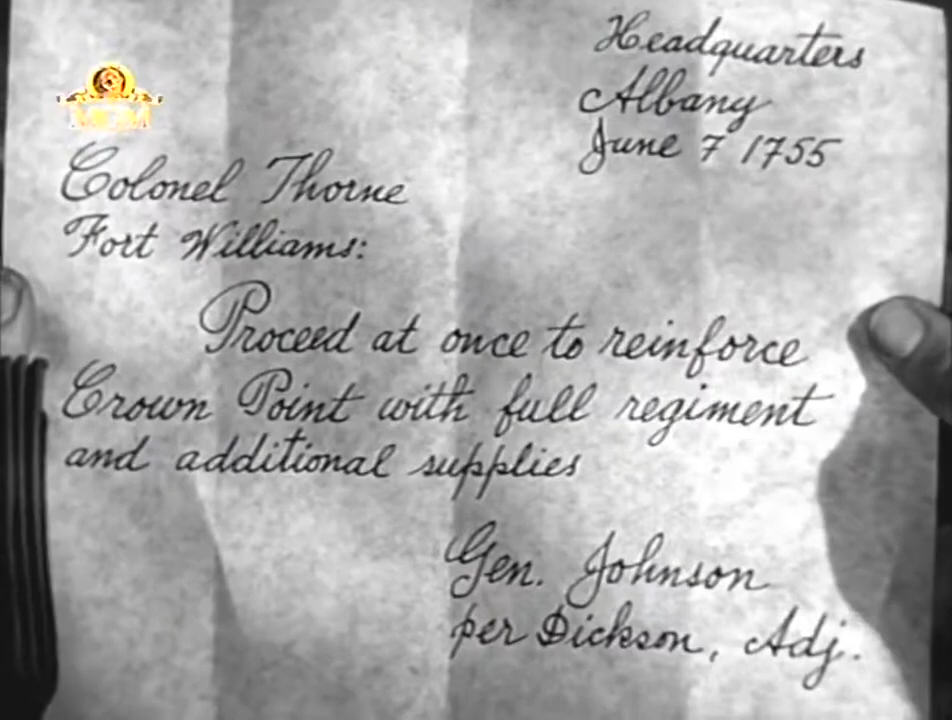 Headquarters
Albany
June 7 1755
MGM
Colonel Thorne
Fort Williams:
Proceed at once to reinforce
Crown Point with full regiment
and additional supplies
Gen. Johnson
per Dickson, Adj.